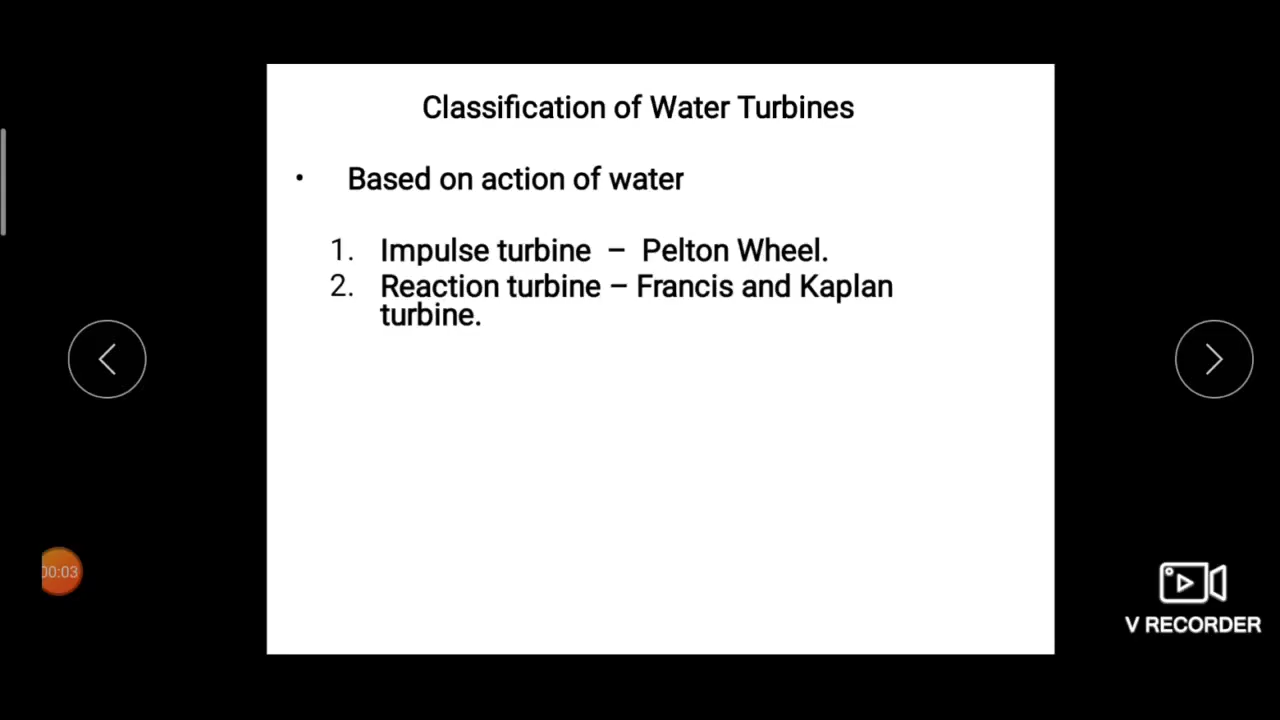 Classification of Water Turbines
• Based on action of water
1. Impulse turbine – Pelton Wheel.
2. Reaction turbine – Francis and Kaplan
turbine.
00:03
V RECORDER